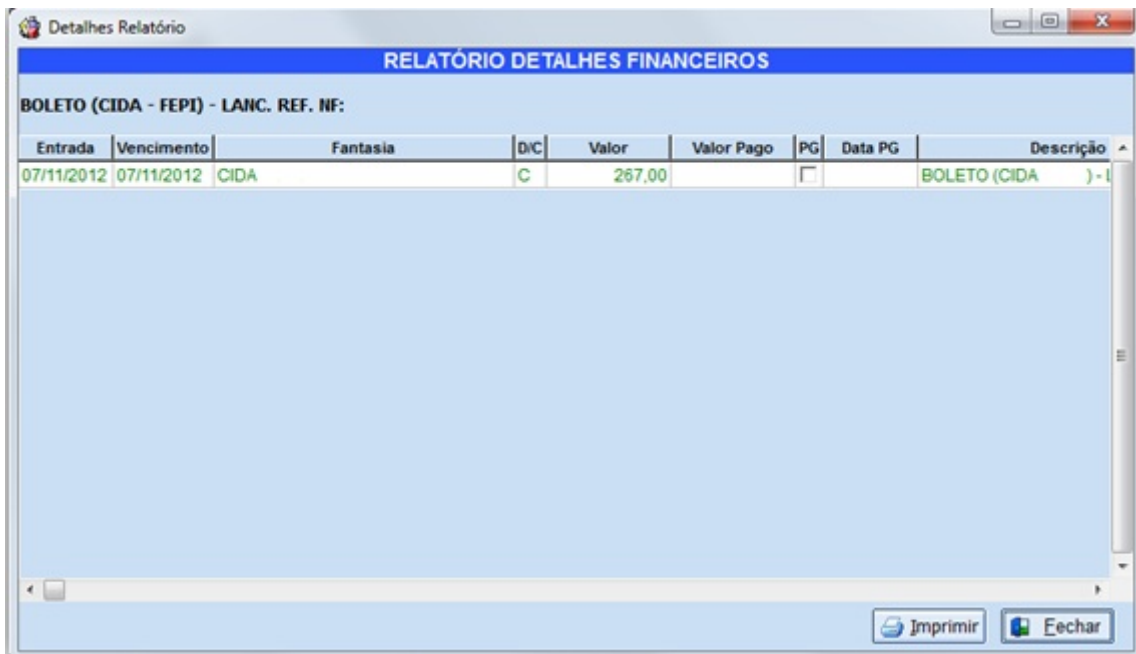 Detalhes Relatório
RELATÓRIO DETALHES FINANCEIROS
BOLETO (CIDA - FEPI) - LANC. REF. NF:
Entrada Vencimento Fantasia D/C Valor Valor Pago PG Data PG Descrição
07/11/2012 07/11/2012 CIDA C 267,00 BOLETO (CIDA ) - L
Imprimir Fechar